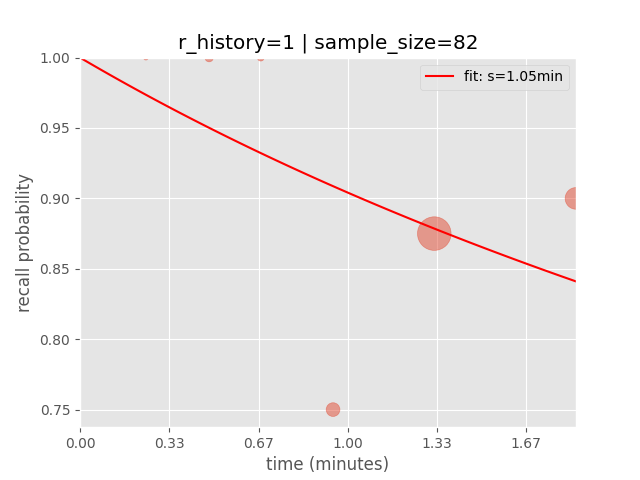 r_history=1 | sample_size=82
fit: s=1.05min
recall probability
1.00
0.95
0.90
0.85
0.80
0.75
0.00 0.33 0.67 1.00 1.33 1.67
time (minutes)